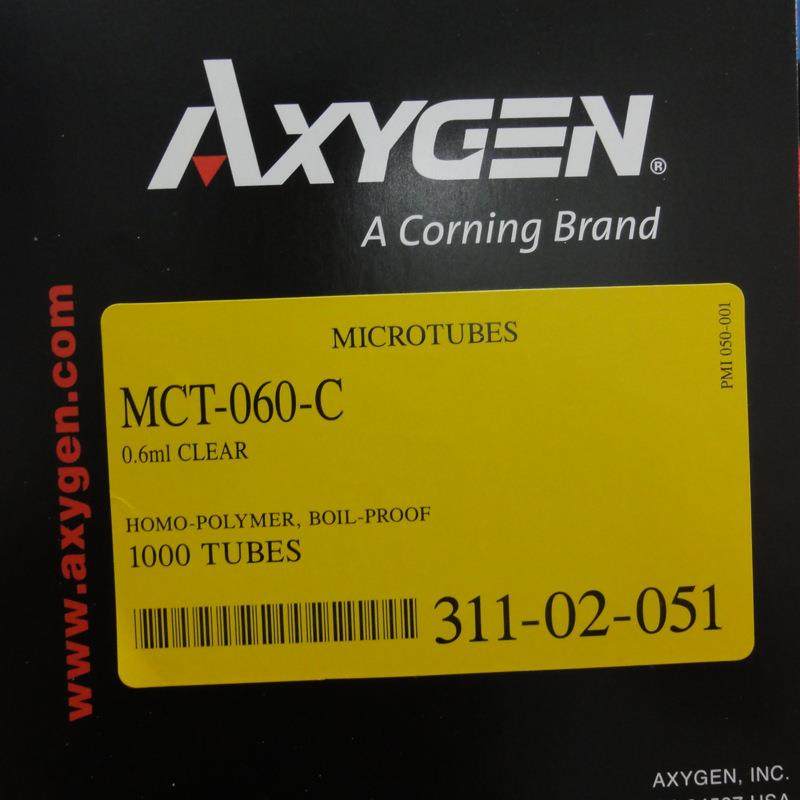 AXYGEN®
A Corning Brand
www.axygen.com
MICROTUBES
PMI 050-001
MCT-060-C
0.6ml CLEAR
HOMO-POLYMER, BOIL-PROOF
1000 TUBES
311-02-051
AXYGEN, INC.
USA